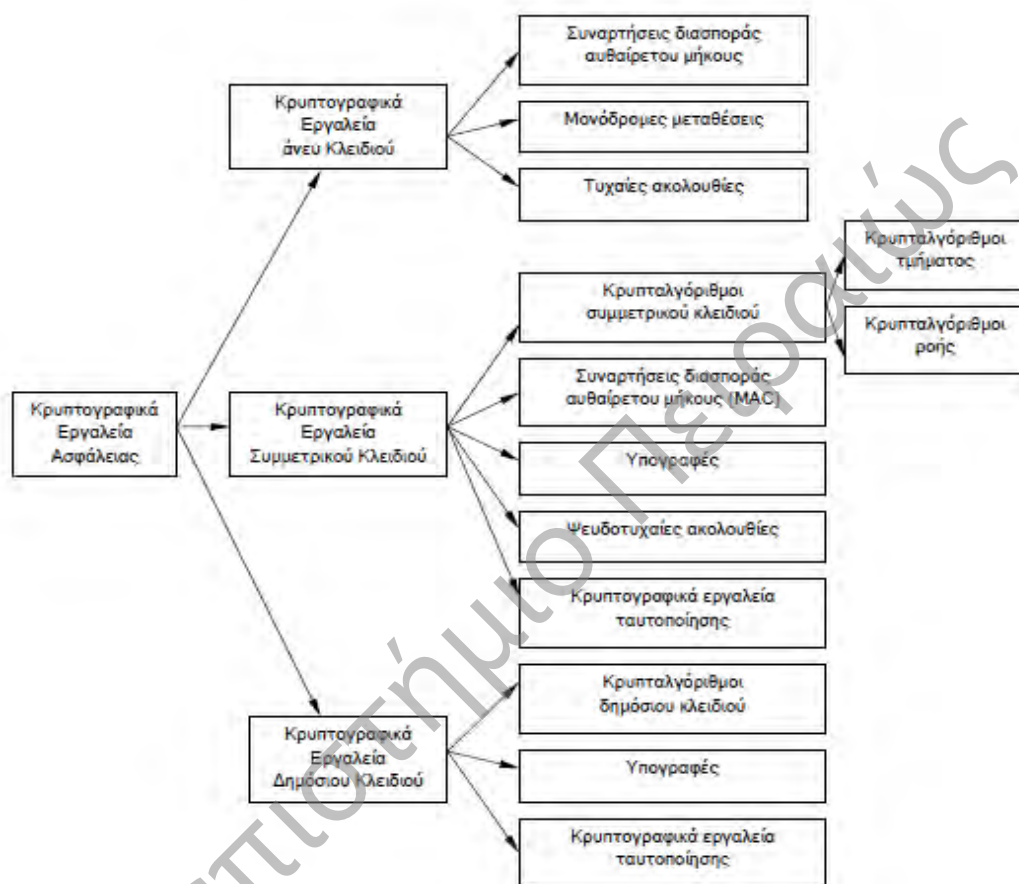 Συναρτήσεις διασποράς
αυθαίρετου μήκους
Κρυπτογραφικά
Εργαλεία
άνευ Κλειδιού
Μονόδρομες μεταθέσεις
Τυχαίες ακολουθίες
Κρυπταλγόριθμοι
τμήματος
Κρυπταλγόριθμοι
συμμετρικού κλειδιού
Κρυπταλγόριθμοι
ροής
Συναρτήσεις διασποράς
αυθαίρετου μήκους (MAC)
Κρυπτογραφικά
Εργαλεία
Ασφάλειας
Κρυπτογραφικά
Εργαλεία
Συμμετρικού Κλειδιού
Υπογραφές
Ψευδοτυχαίες ακολουθίες
Κρυπτογραφικά εργαλεία
ταυτοποίησης
Κρυπταλγόριθμοι
δημόσιου κλειδιού
Κρυπτογραφικά
Εργαλεία
Δημόσιου Κλειδιού
Υπογραφές
Κρυπτογραφικά εργαλεία
ταυτοποίησης
Πειραιώς